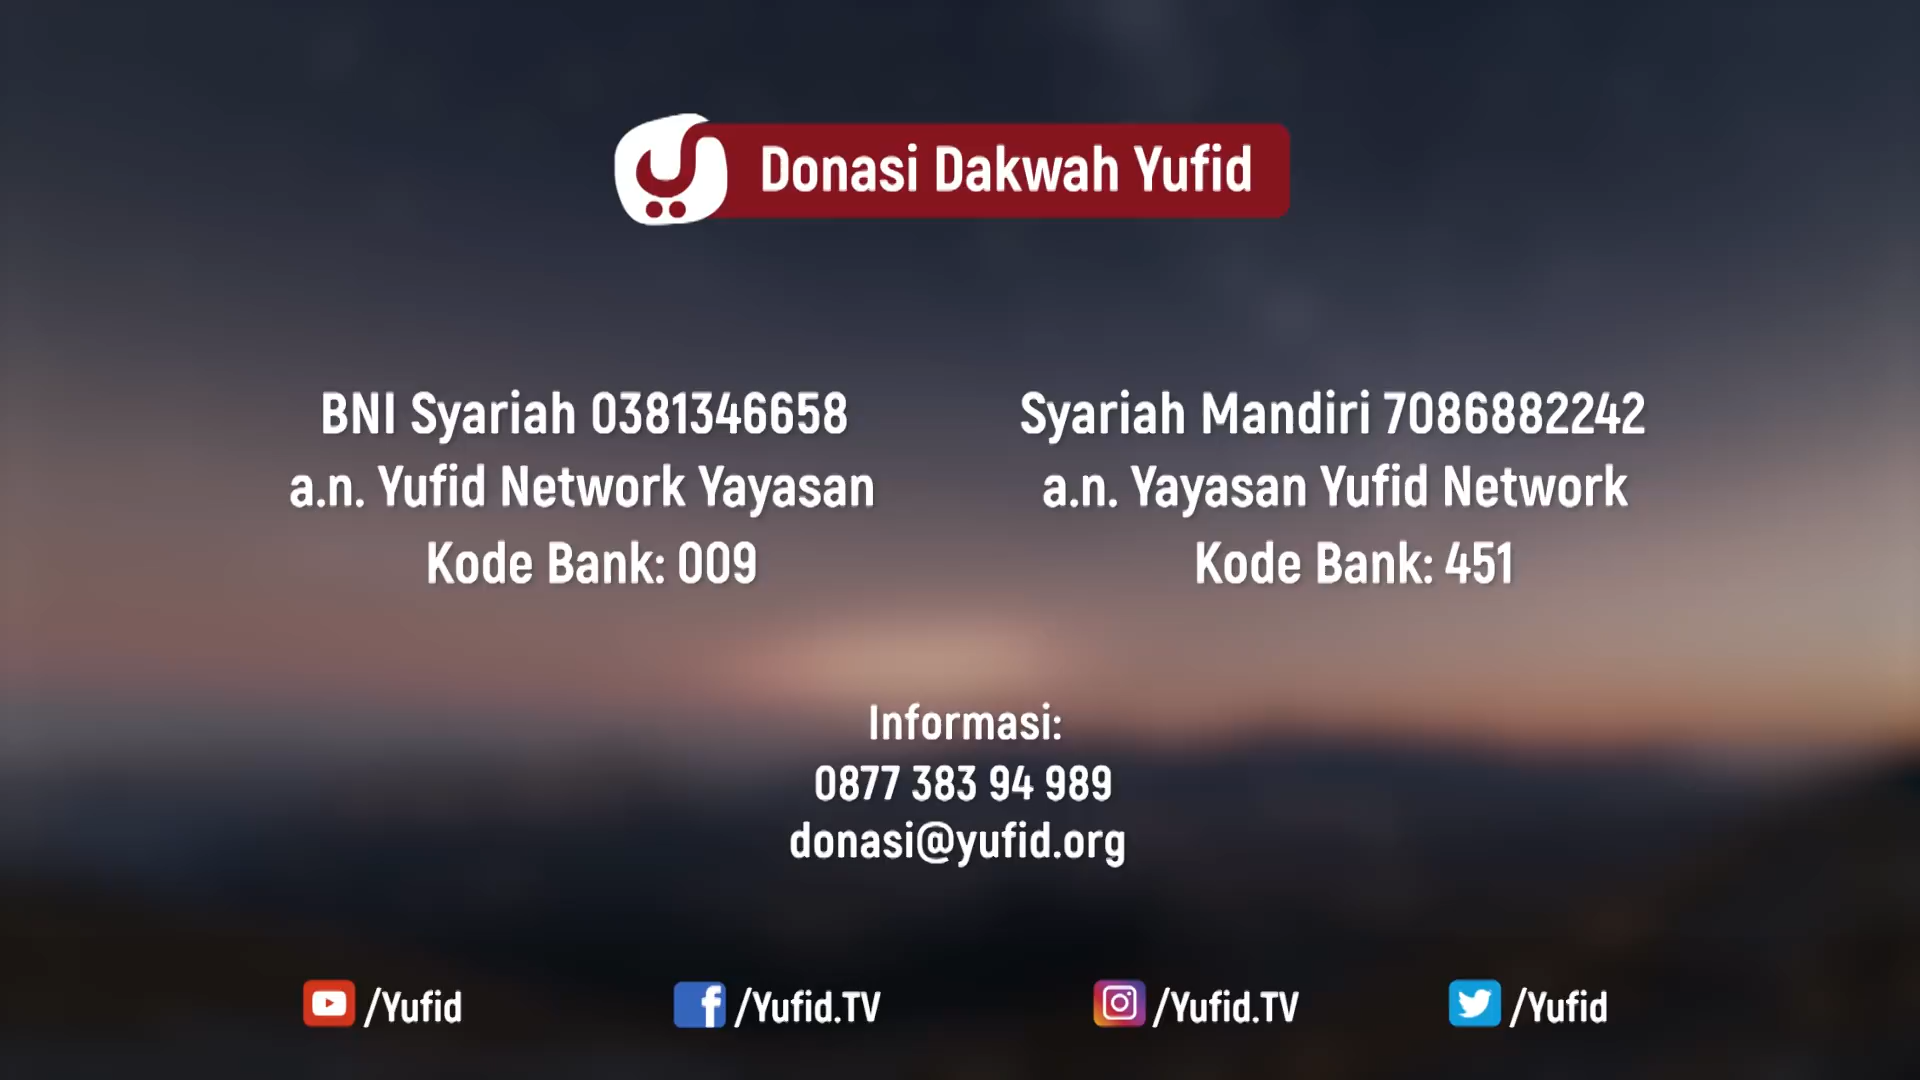 Donasi Dakwah Yufid
BNI Syariah 0381346658
a.n. Yufid Network Yayasan
Kode Bank: 009
Syariah Mandiri 7086882242
a.n. Yayasan Yufid Network
Kode Bank: 451
Informasi:
0877 383 94 989
donasi@yufid.org
/Yufid
/Yufid.TV
/Yufid.TV
/Yufid